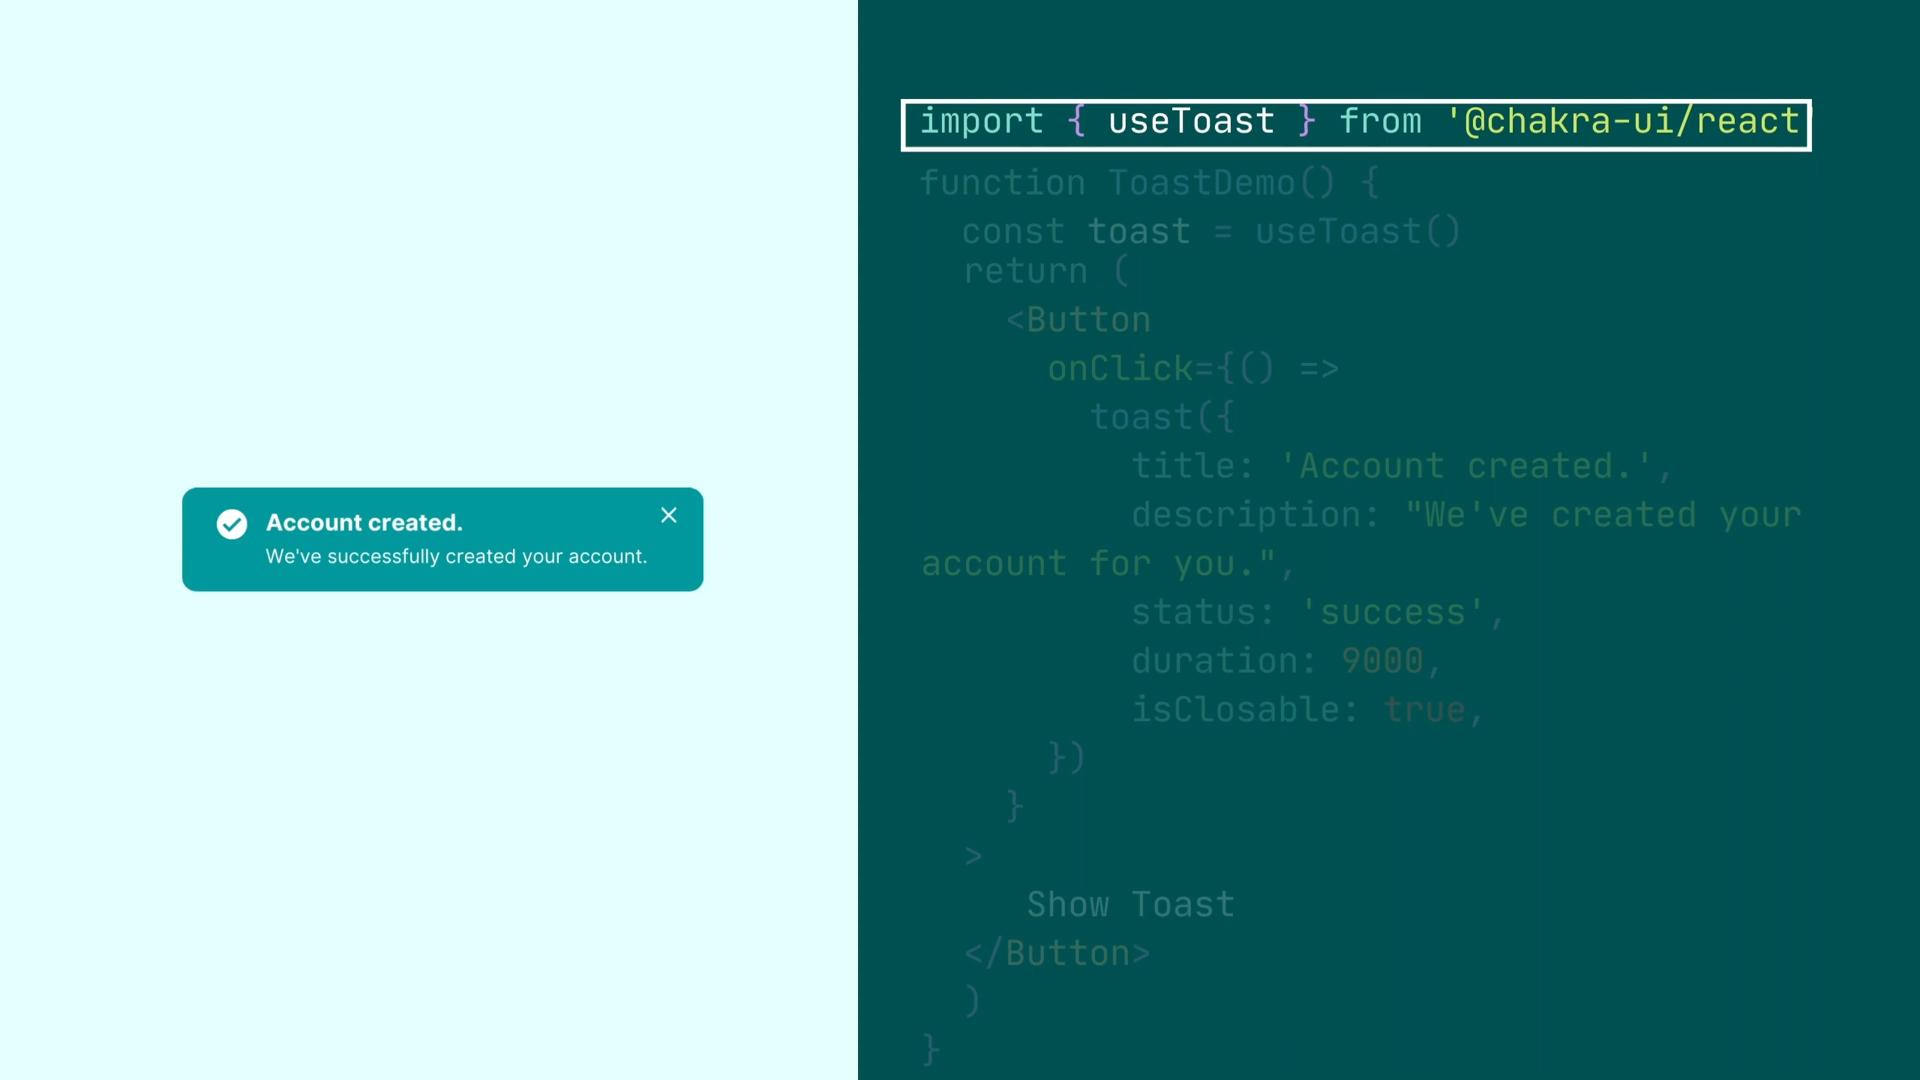 Account created.
We've successfully created your account.
import { useToast } from '@chakra-ui/react
function ToastDemo() {
const toast = useToast()
return (
<Button
onClick={() =>
toast({
title: 'Account created.',
description: "We've created your
account for you.",
status: 'success',
duration: 9000,
isClosable: true,
})
}
>
Show Toast
</Button>
)
}